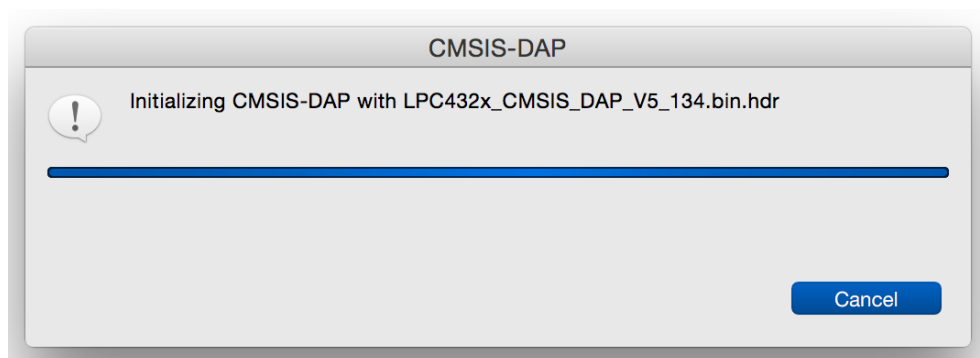 CMSIS-DAP
Initializing CMSIS-DAP with LPC432x_CMSIS_DAP_V5_134.bin.hdr
Cancel